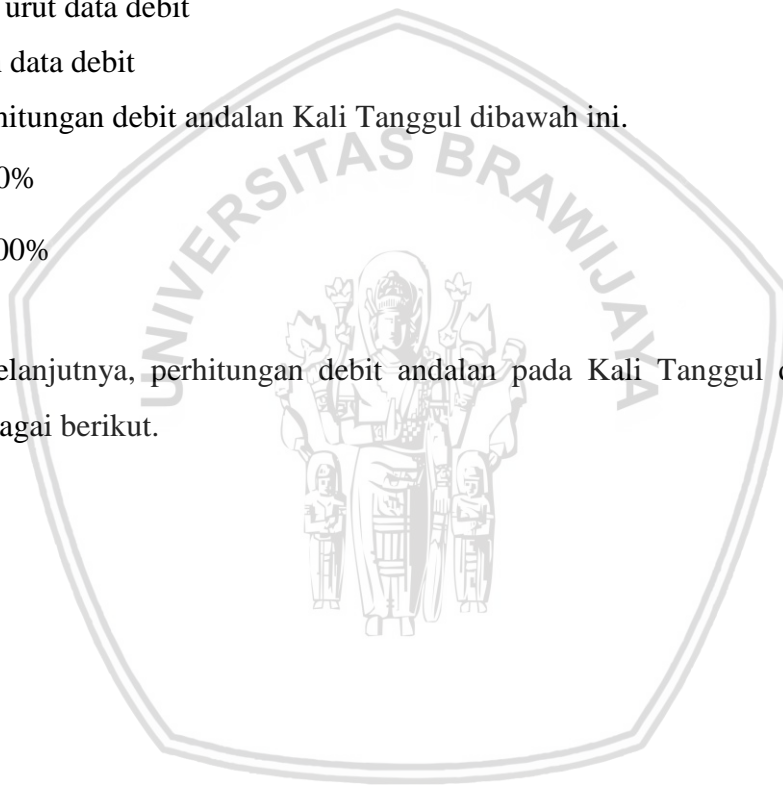 urut data debit
data debit
hitungan debit andalan Kali Tanggul dibawah ini.
0%
00%
elanjutnya, perhitungan debit andalan pada Kali Tanggul
agai berikut.
UNIVERSITAS BRAWIJAYA